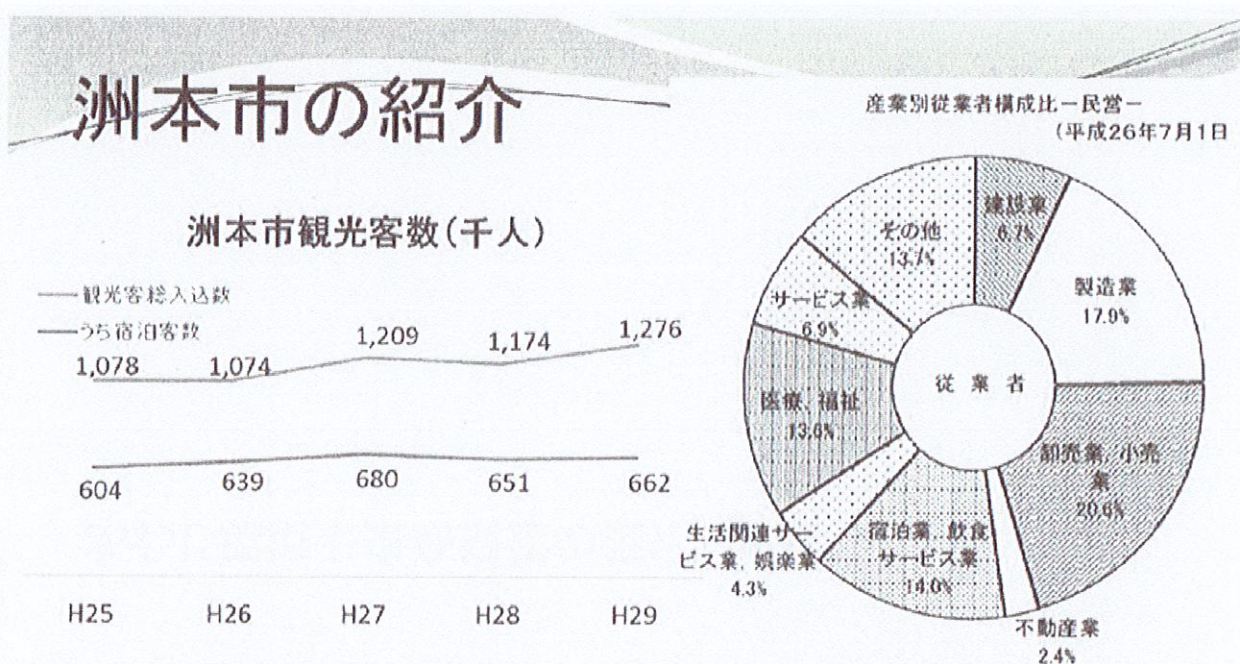 洲本市の紹介
洲本市観光客数(千人)
観光客総入込数
うち宿泊客数
1,078
1,074
1,209
1,174
1,276
604
639
680
651
662
H25
H26
H27
H28
H29
産業別従業者構成比－民営－
(平成26年7月1日
従業者
建設業
6.7%
製造業
17.9%
卸売業、小売
業
20.6%
不動産業
2.4%
宿泊業、飲食
サービス業
14.0%
生活関連サー
ビス業、娯楽業
4.3%
医療、福祉
13.6%
サービス業
6.9%
その他
13.7%